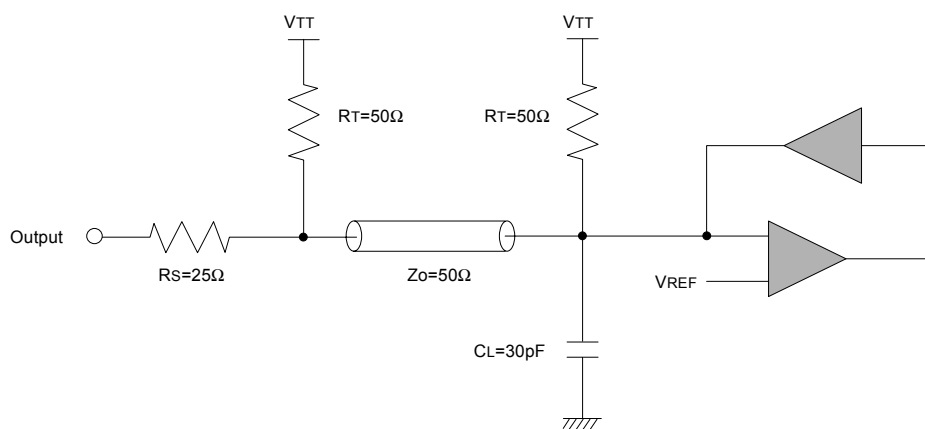 VTT
VTT
RT=50Ω
RT=50Ω
Output
RS=25Ω
Zo=50Ω
VREF
CL=30pF